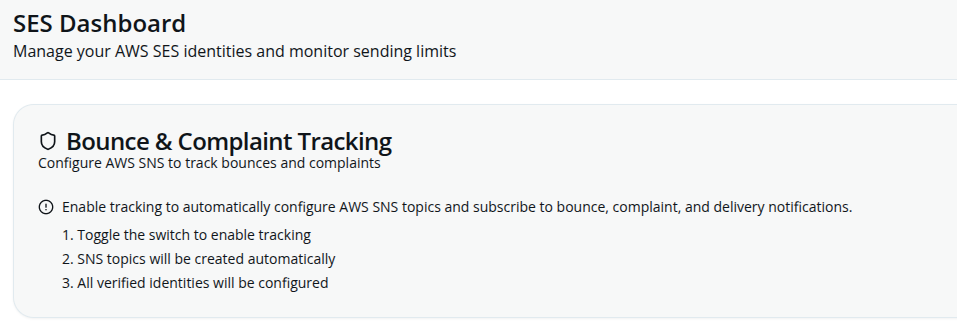 SES Dashboard
Manage your AWS SES identities and monitor sending limits
Bounce & Complaint Tracking
Configure AWS SNS to track bounces and complaints
Enable tracking to automatically configure AWS SNS topics and subscribe to bounce, complaint, and delivery notifications.
1. Toggle the switch to enable tracking
2. SNS topics will be created automatically
3. All verified identities will be configured